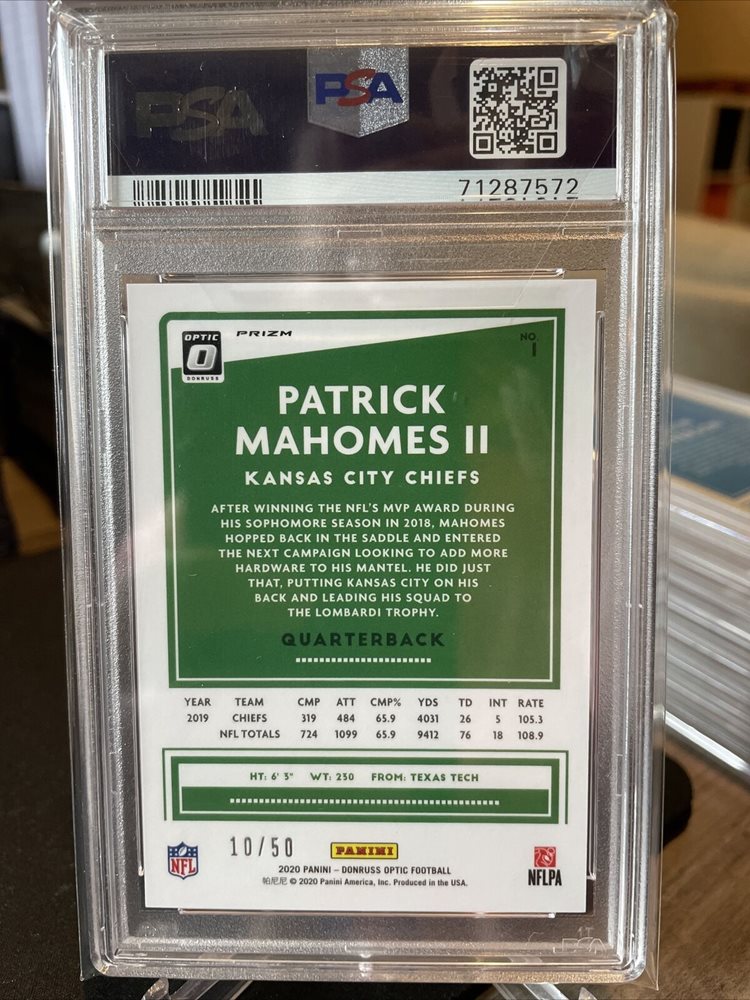 PSA
PSA
71287572
OPTIC
DONRUSS
PRIZM
NO.
1
PATRICK
MAHOMES II
KANSAS CITY CHIEFS
AFTER WINNING THE NFL'S MVP AWARD DURING
HIS SOPHOMORE SEASON IN 2018, MAHOMES
HOPPED BACK IN THE SADDLE AND ENTERED
THE NEXT CAMPAIGN LOOKING TO ADD MORE
HARDWARE TO HIS MANTEL. HE DID JUST
THAT, PUTTING KANSAS CITY ON HIS
BACK AND LEADING HIS SQUAD TO
THE LOMBARDI TROPHY.
QUARTERBACK
YEAR TEAM CMP ATT CMP% YDS TD INT RATE
2019 CHIEFS 319 484 65.9 4031 26 5 105.3
NFL TOTALS 724 1099 65.9 9412 76 18 108.9
HT: 6' 3" WT: 230 FROM: TEXAS TECH
NFL
10/50
PANINI
2020 PANINI – DONRUSS OPTIC FOOTBALL
帕尼尼 © 2020 Panini America, Inc. Produced in the USA.
NFLPA
PSA